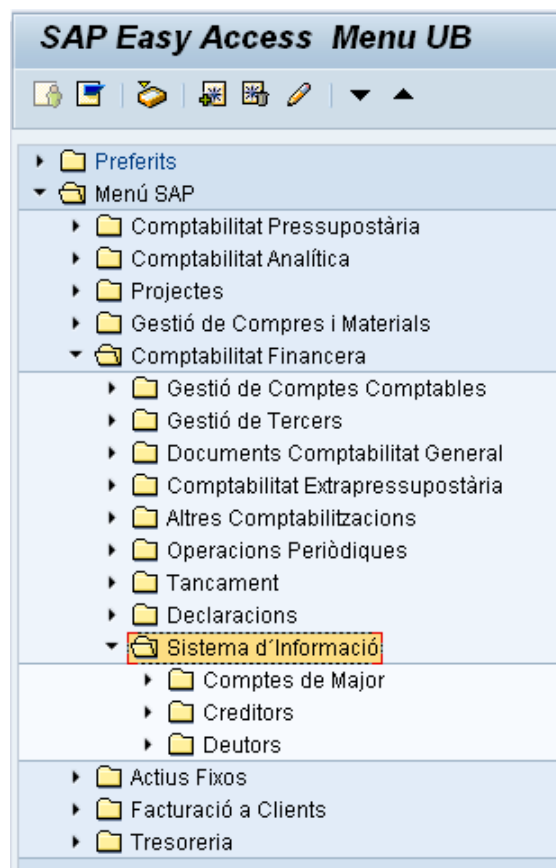 SAP Easy Access Menu UB
Preferits
Menú SAP
Comptabilitat Pressupostària
Comptabilitat Analítica
Projectes
Gestió de Compres i Materials
Comptabilitat Financera
Gestió de Comptes Comptables
Gestió de Tercers
Documents Comptabilitat General
Comptabilitat Extrapressupostària
Altres Comptabilitzacions
Operacions Periòdiques
Tancament
Declaracions
Sistema d´Informació
Comptes de Major
Creditors
Deutors
Actius Fixos
Facturació a Clients
Tresoreria